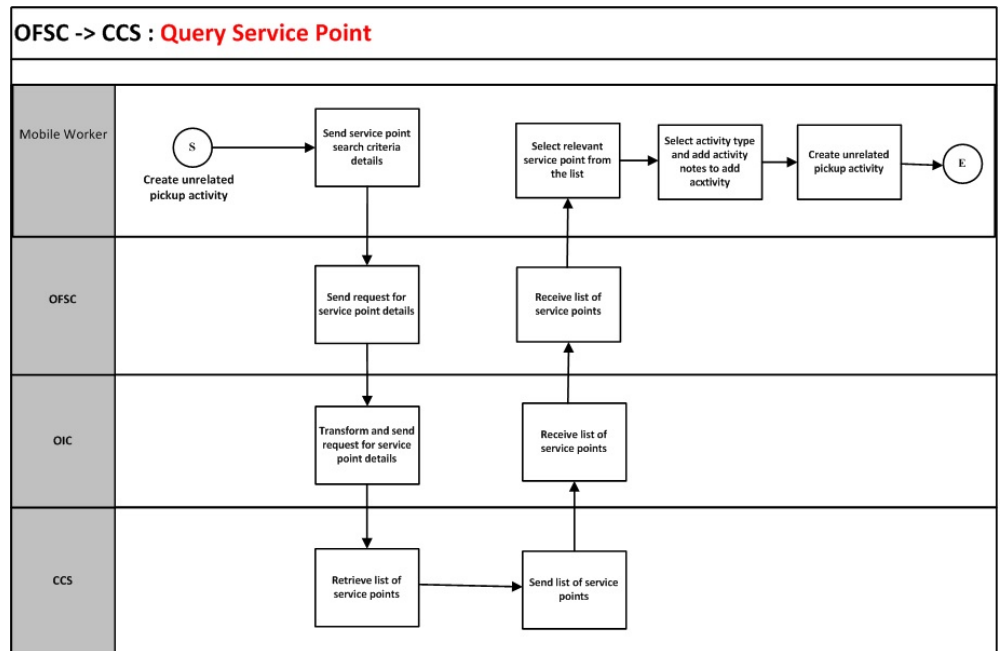 OFSC -> CCS : Query Service Point
Mobile Worker
S
Create unrelated
pickup activity
Send service point
search criteria
details
Select relevant
service point from
the list
Select activity type
and add activity
notes to add
acxtivity
Create unrelated
pickup activity
E
OFSC
Send request for
service point details
Receive list of
service points
OIC
Transform and send
request for service
point details
Receive list of
service points
CCS
Retrieve list of
service points
Send list of service
points